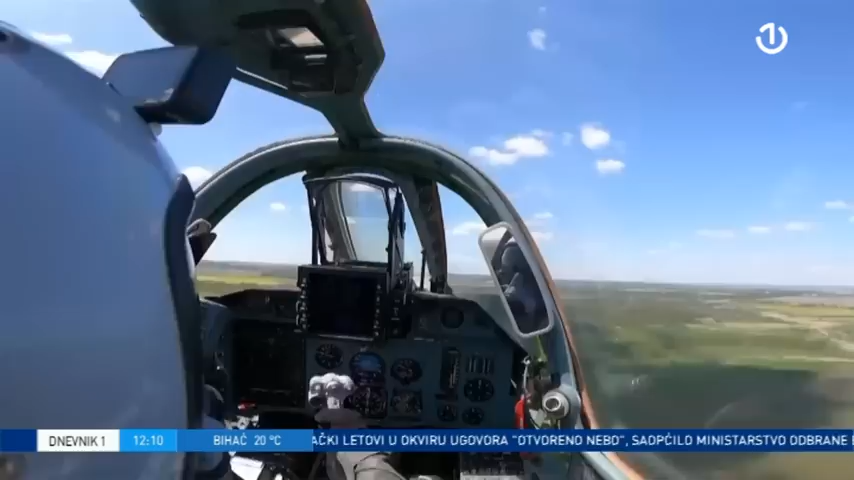 DNEVNIK 1 12:10 BIHAĆ 20 °C AČKI LETOVI U OKVIRU UGOVORA "OTVORENO NEBO", SAOPĆILO MINISTARSTVO ODBRANE